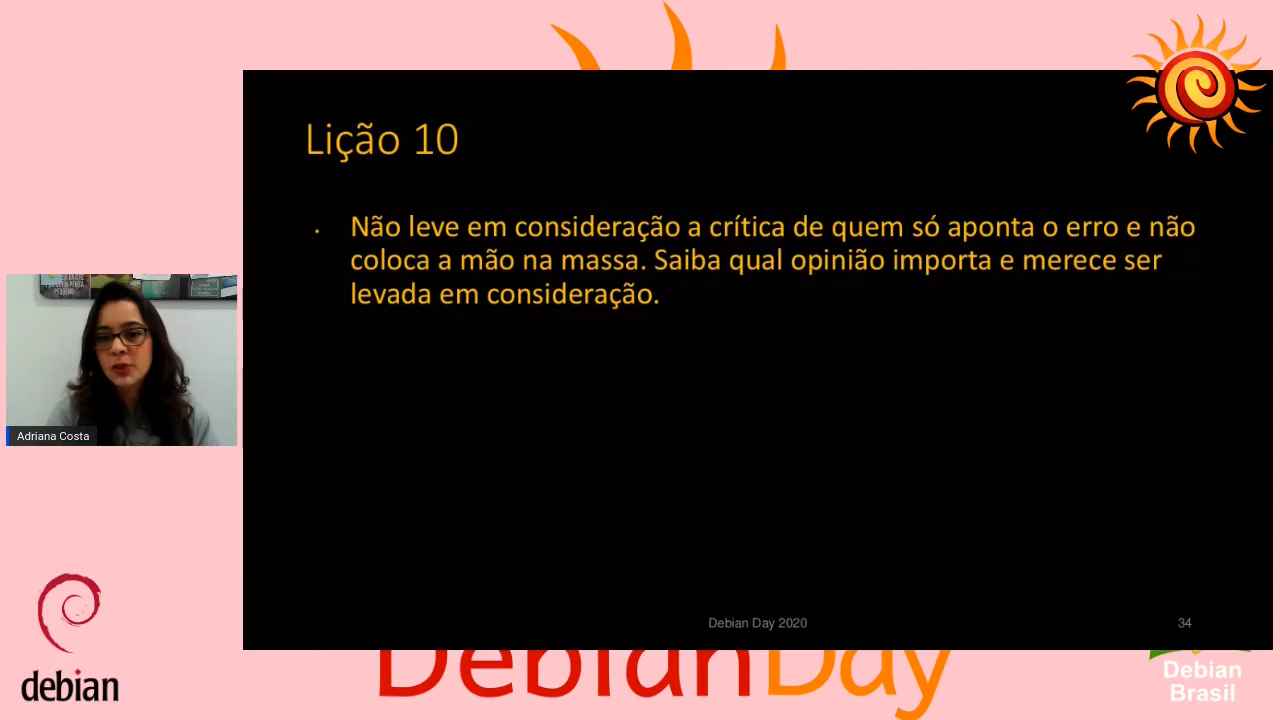 Lição 10
Não leve em consideração a crítica de quem só aponta o erro e não
coloca a mão na massa. Saiba qual opinião importa e merece ser
levada em consideração.
Adriana Costa
Debian Day 2020
34
debian
DebianDay
Debian
Brasil